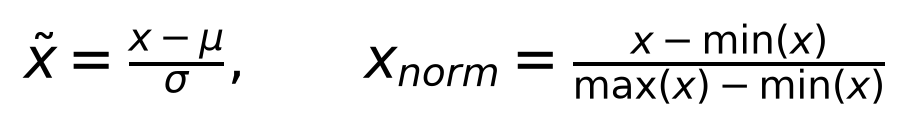 x̃ = (x − μ)/σ,   x_norm = (x − min(x))/(max(x) − min(x))